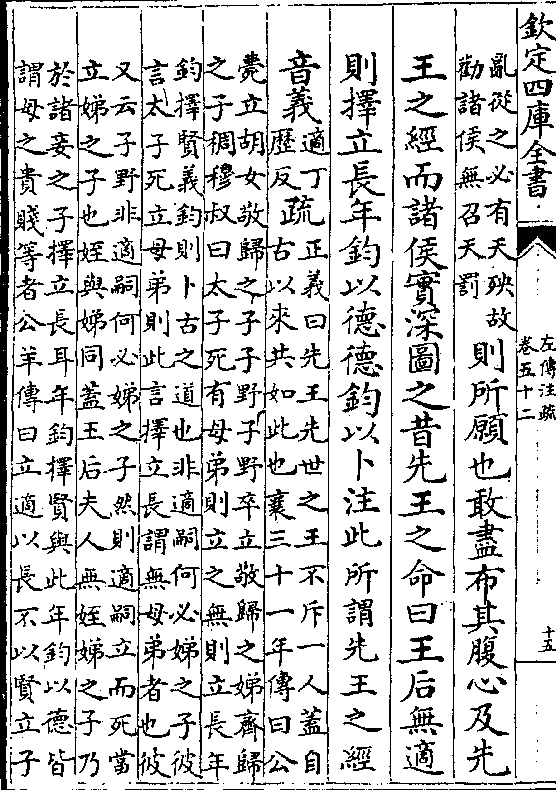 欽定四庫全書
左傳注疏
卷五十二
十五
亂從之必有天殃故
勸諸侯無召天罰
則所願也敢盡布其腹心及先
王之經而諸侯實深圖之昔先王之命曰王后無適
則擇立長年鈞以德德鈞以卜注此所謂先王之經
音義
適丁
歴反
疏
正義曰先王先世之王不斥一人蓋自
古以來共如此也襄三十一年傳曰公
薨立胡女敬歸之子子野子野卒立敬歸之娣齊歸
之子稠穆叔曰太子死有母弟則立之無則立長年
鈞擇賢義鈞則卜古之道也非適嗣何必娣之子彼
言太子死立母弟則此言擇立長謂無母弟者也彼
又云子野非適嗣何必娣之子然則適嗣立而死當
立娣之子也姪與娣同蓋王后夫人無姪娣之子乃
於諸妾之子擇立長耳年鈞擇賢與此年鈞以德皆
謂母之貴賤等者公羊傳曰立適以長不以賢立子